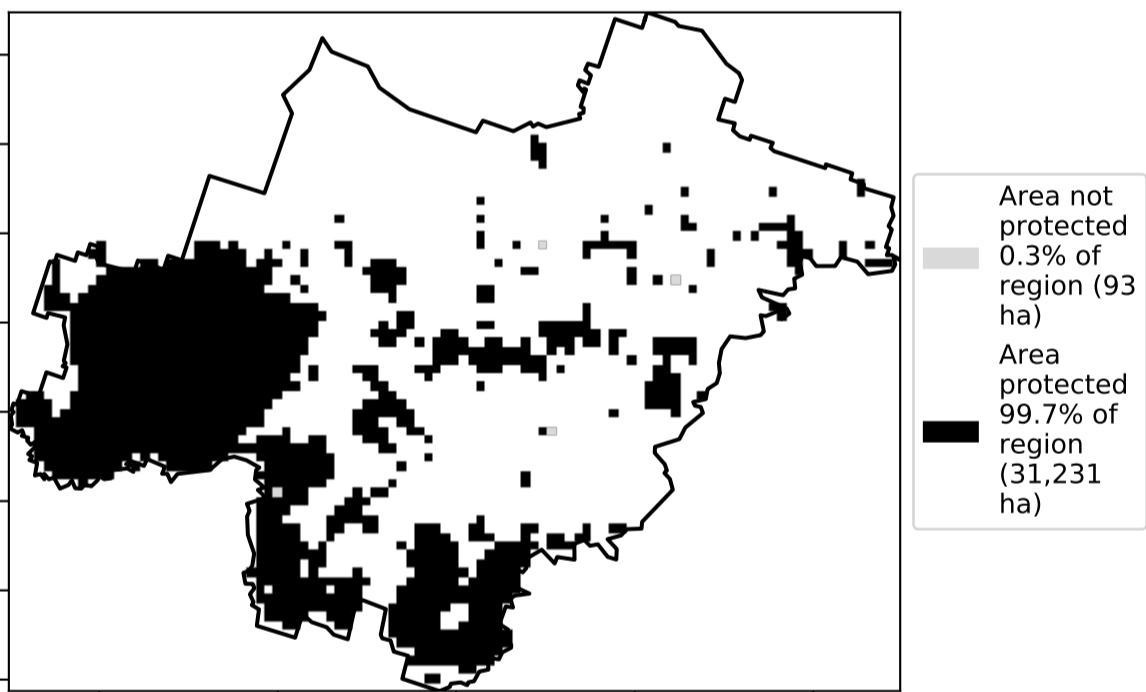 Area not
protected
0.3% of
region (93
ha)
Area
protected
99.7% of
region
(31,231
ha)